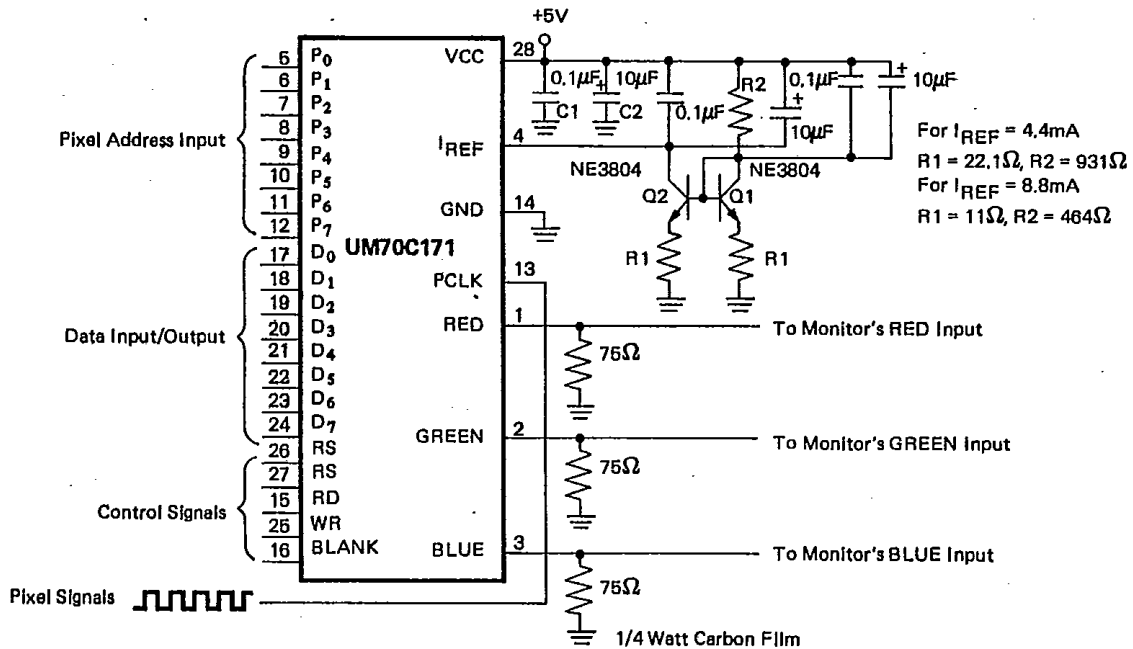 +5V
5 P0
6 P1
7 P2
8 P3
9 P4
10 P5
11 P6
12 P7
Pixel Address Input
17 D0
18 D1
19 D2
20 D3
21 D4
22 D5
23 D6
24 D7
Data Input/Output
26 RS
27 RS
15 RD
25 WR
16 BLANK
Control Signals
Pixel Signals
UM70C171
VCC 28
IREF 4
GND 14
PCLK 13
RED 1
GREEN 2
BLUE 3
0.1μF
C1
10μF
+
C2
0.1μF
R2
+
10μF
0.1μF
+
10μF
NE3804
NE3804
Q2
Q1
R1
R1
For IREF = 4.4mA
R1 = 22.1Ω, R2 = 931Ω
For IREF = 8.8mA
R1 = 11Ω, R2 = 464Ω
75Ω
To Monitor's RED Input
75Ω
To Monitor's GREEN Input
75Ω
To Monitor's BLUE Input
1/4 Watt Carbon Film